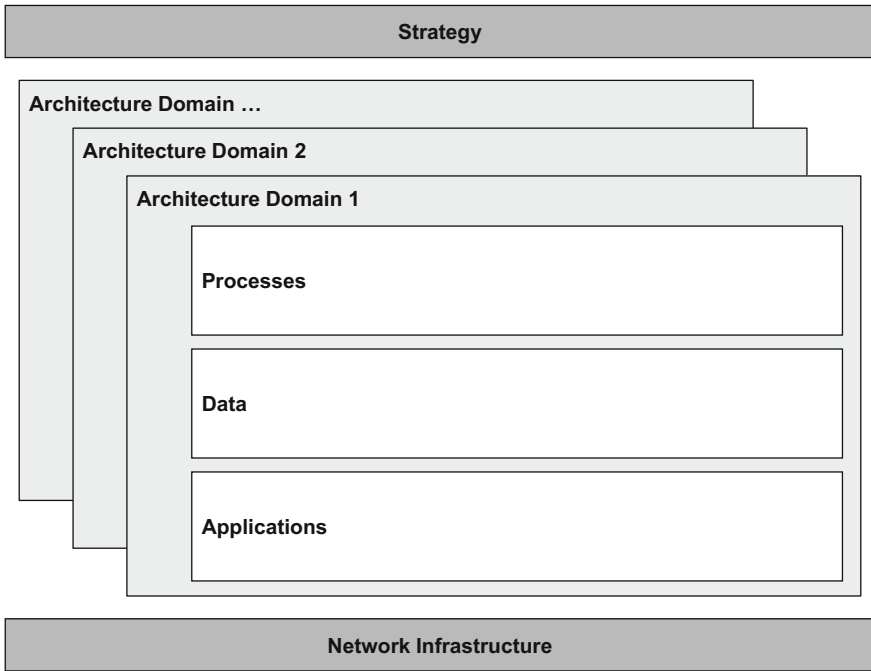 Strategy
Architecture Domain …
Architecture Domain 2
Architecture Domain 1
Processes
Data
Applications
Network Infrastructure